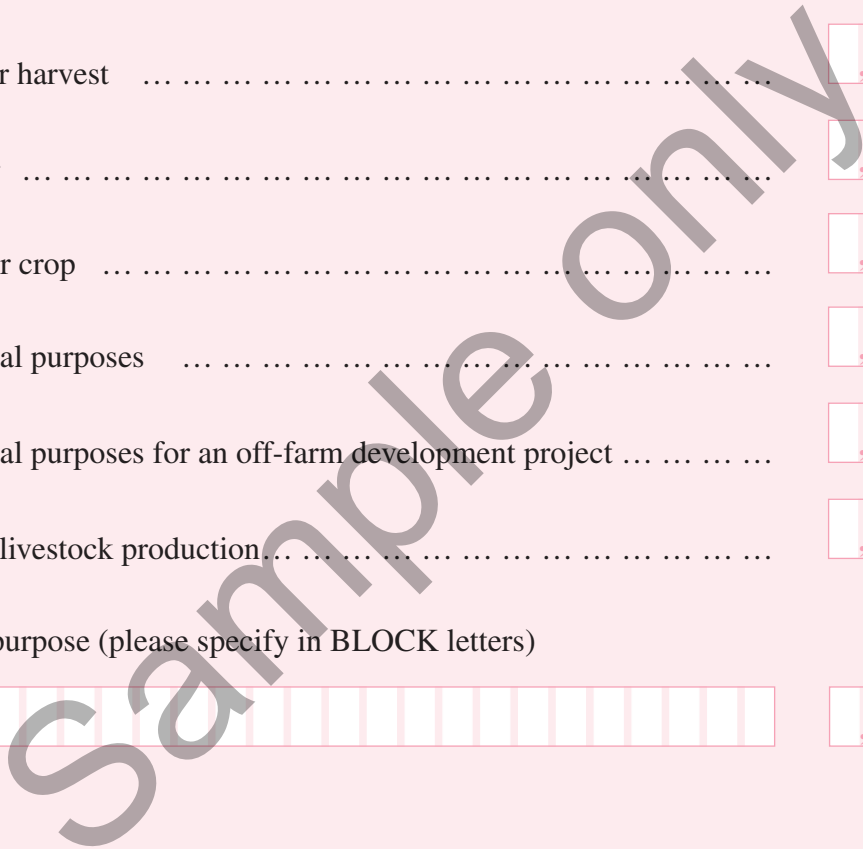 r harvest … … … … … … … … … … … … … … … …
… … … … … … … … … … … … … … … … … … …
r crop … … … … … … … … … … … … … … … … …
al purposes … … … … … … … … … … … … … … …
al purposes for an off-farm development project … … … …
livestock production… … … … … … … … … … … … …
purpose (please specify in BLOCK letters)
Sample only